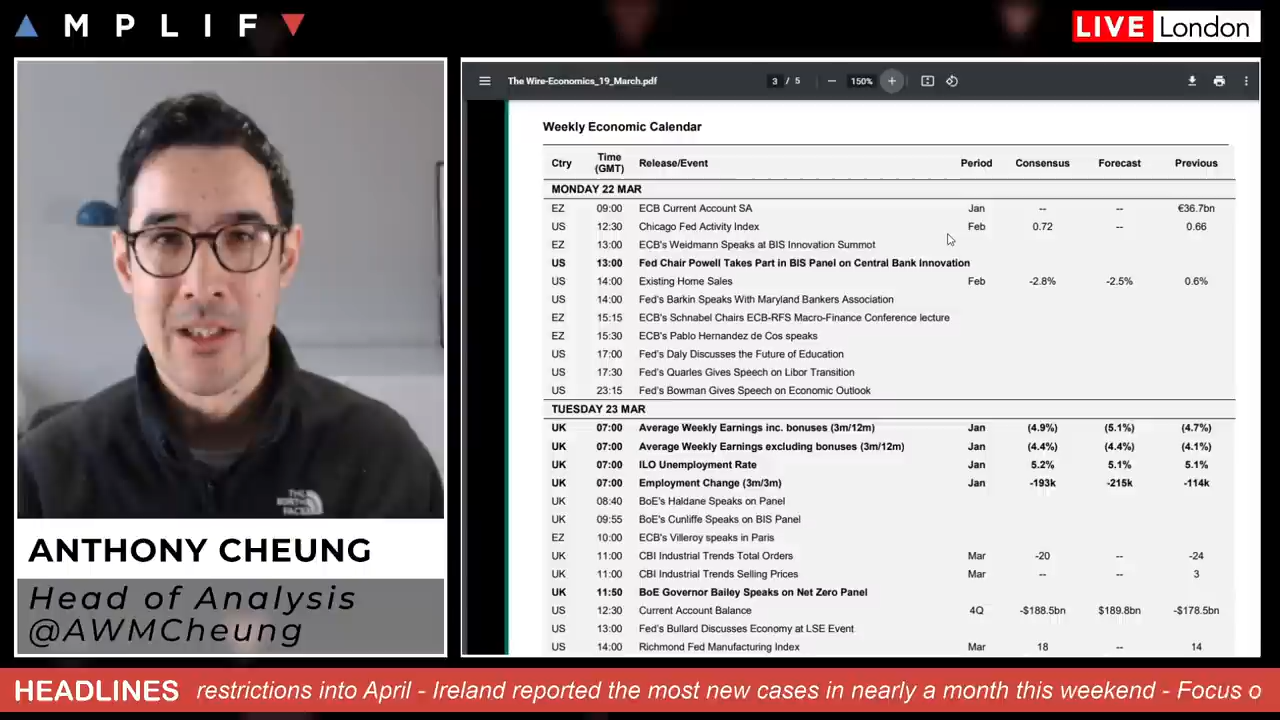 AMPLIFY
LIVE London
The Wire-Economics_19_March.pdf 3 / 5 150%
Weekly Economic Calendar
Ctry Time (GMT) Release/Event Period Consensus Forecast Previous
MONDAY 22 MAR
EZ 09:00 ECB Current Account SA Jan -- -- €36.7bn
US 12:30 Chicago Fed Activity Index Feb 0.72 -- 0.66
EZ 13:00 ECB's Weidmann Speaks at BIS Innovation Summot
US 13:00 Fed Chair Powell Takes Part in BIS Panel on Central Bank Innovation
US 14:00 Existing Home Sales Feb -2.8% -2.5% 0.6%
US 14:00 Fed's Barkin Speaks With Maryland Bankers Association
EZ 15:15 ECB's Schnabel Chairs ECB-RFS Macro-Finance Conference lecture
EZ 15:30 ECB's Pablo Hernandez de Cos speaks
US 17:00 Fed's Daly Discusses the Future of Education
US 17:30 Fed's Quarles Gives Speech on Libor Transition
US 23:15 Fed's Bowman Gives Speech on Economic Outlook
TUESDAY 23 MAR
UK 07:00 Average Weekly Earnings inc. bonuses (3m/12m) Jan (4.9%) (5.1%) (4.7%)
UK 07:00 Average Weekly Earnings excluding bonuses (3m/12m) Jan (4.4%) (4.4%) (4.1%)
UK 07:00 ILO Unemployment Rate Jan 5.2% 5.1% 5.1%
UK 07:00 Employment Change (3m/3m) Jan -193k -215k -114k
UK 08:40 BoE's Haldane Speaks on Panel
UK 09:55 BoE's Cunliffe Speaks on BIS Panel
EZ 10:00 ECB's Villeroy speaks in Paris
UK 11:00 CBI Industrial Trends Total Orders Mar -20 -- -24
UK 11:00 CBI Industrial Trends Selling Prices Mar -- -- 3
UK 11:50 BoE Governor Bailey Speaks on Net Zero Panel
US 12:30 Current Account Balance 4Q -$188.5bn $189.8bn -$178.5bn
US 13:00 Fed's Bullard Discusses Economy at LSE Event
US 14:00 Richmond Fed Manufacturing Index Mar 18 -- 14
THE
NORTH
FACE
ANTHONY CHEUNG
Head of Analysis
@AWMCheung
HEADLINES restrictions into April - Ireland reported the most new cases in nearly a month this weekend - Focus o